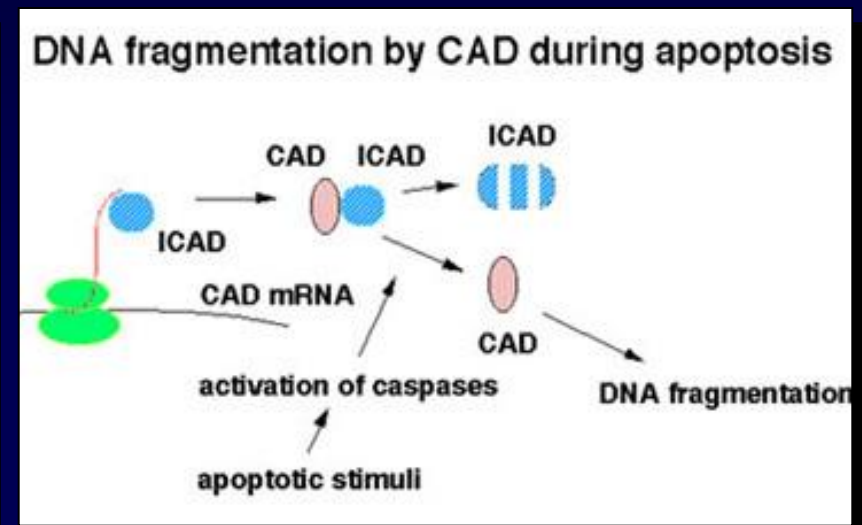 DNA fragmentation by CAD during apoptosis
ICAD
CAD ICAD
ICAD
CAD mRNA
CAD
activation of caspases
DNA fragmentation
apoptotic stimuli